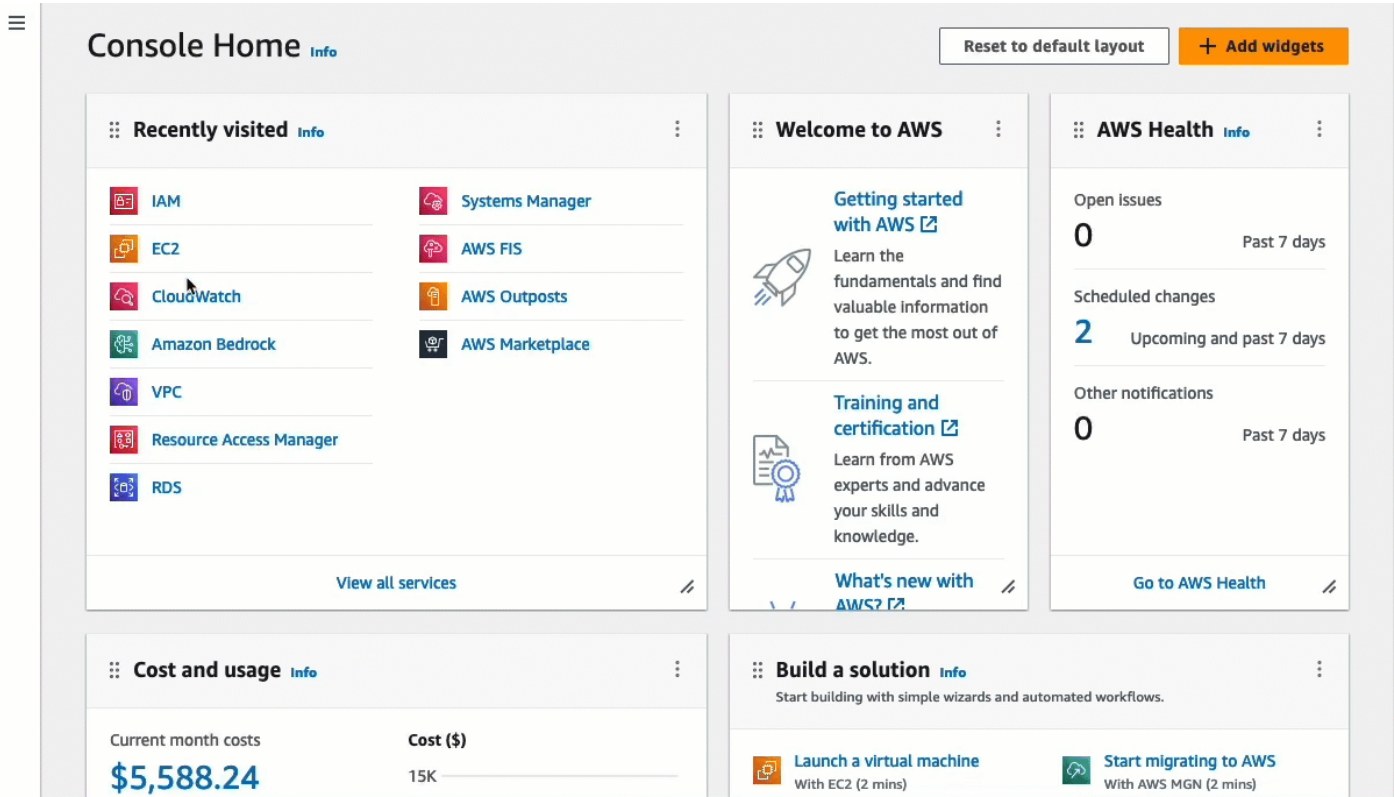 Console Home Info
Reset to default layout
+ Add widgets
Recently visited Info
IAM
EC2
CloudWatch
Amazon Bedrock
VPC
Resource Access Manager
RDS
Systems Manager
AWS FIS
AWS Outposts
AWS Marketplace
View all services
Welcome to AWS
Getting started
with AWS
Learn the
fundamentals and find
valuable information
to get the most out of
AWS.
Training and
certification
Learn from AWS
experts and advance
your skills and
knowledge.
What's new with
AWS?
AWS Health Info
Open issues
0
Past 7 days
Scheduled changes
2
Upcoming and past 7 days
Other notifications
0
Past 7 days
Go to AWS Health
Cost and usage Info
Current month costs
$5,588.24
Cost ($)
15K
Build a solution Info
Start building with simple wizards and automated workflows.
Launch a virtual machine
With EC2 (2 mins)
Start migrating to AWS
With AWS MGN (2 mins)